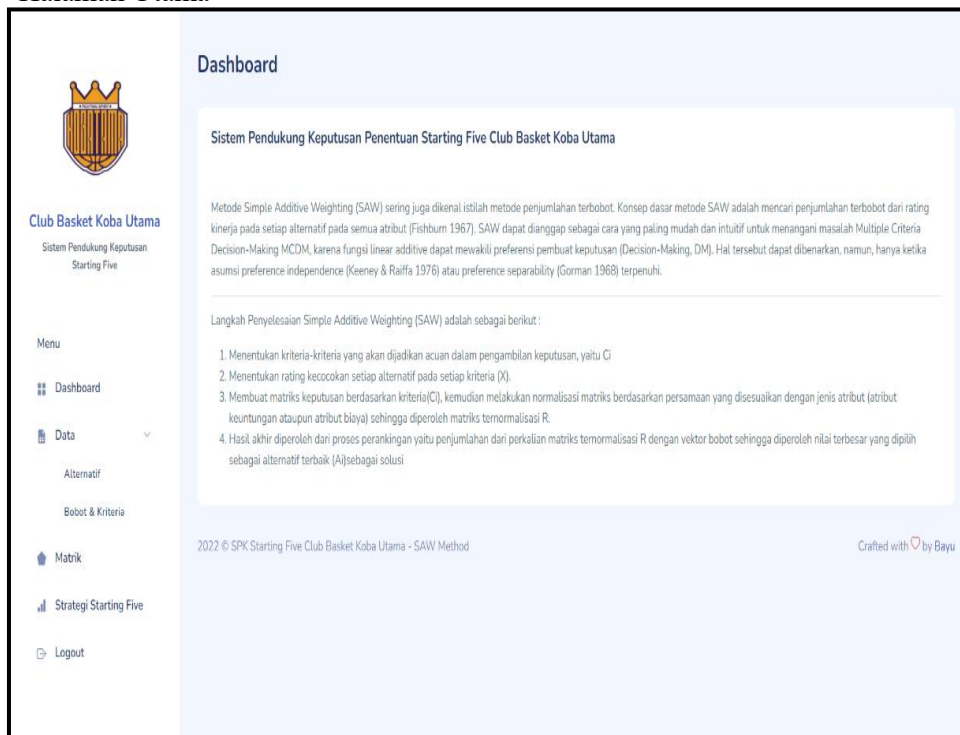 Dashboard
Club Basket Koba Utama
Sistem Pendukung Keputusan
Starting Five
Menu
Dashboard
Data
Alternatif
Bobot & Kriteria
Matrik
Strategi Starting Five
Logout
Sistem Pendukung Keputusan Penentuan Starting Five Club Basket Koba Utama
Metode Simple Additive Weighting (SAW) sering juga dikenal istilah metode penjumlahan terbobot. Konsep dasar metode SAW adalah mencari penjumlahan terbobot dari rating
kinerja pada setiap alternatif pada semua atribut (Fishburn 1967). SAW dapat dianggap sebagai cara yang paling mudah dan intuitif untuk menangani masalah Multiple Criteria
Decision-Making MCDM, karena fungsi linear additive dapat mewakili preferensi pembuat keputusan (Decision-Making, DM). Hal tersebut dapat dibenarkan, namun, hanya ketika
asumsi preference independence (Keeney & Raiffa 1976) atau preference separability (Gorman 1968) terpenuhi.
Langkah Penyelesaian Simple Additive Weighting (SAW) adalah sebagai berikut :
1. Menentukan kriteria-kriteria yang akan dijadikan acuan dalam pengambilan keputusan, yaitu Ci
2. Menentukan rating kecocokan setiap alternatif pada setiap kriteria (X).
3. Membuat matriks keputusan berdasarkan kriteria(Ci), kemudian melakukan normalisasi matriks berdasarkan persamaan yang disesuaikan dengan jenis atribut (atribut
keuntungan ataupun atribut biaya) sehingga diperoleh matriks ternormalisasi R.
4. Hasil akhir diperoleh dari proses perankingan yaitu penjumlahan dari perkalian matriks ternormalisasi R dengan vektor bobot sehingga diperoleh nilai terbesar yang dipilih
sebagai alternatif terbaik (Ai)sebagai solusi
2022 © SPK Starting Five Club Basket Koba Utama - SAW Method
Crafted with ♡ by Bayu